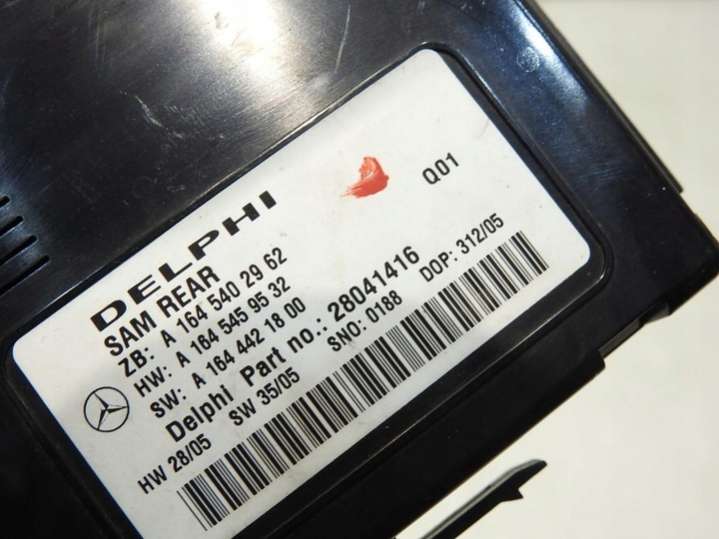 DELPHI
SAM REAR
ZB: A 164 540 29 62
HW: A 164 545 95 32
SW: A 164 442 18 00
Delphi Part no.: 28041416
HW 28/05 SW 35/05 SNO: 0188 DOP: 312/05
Q01